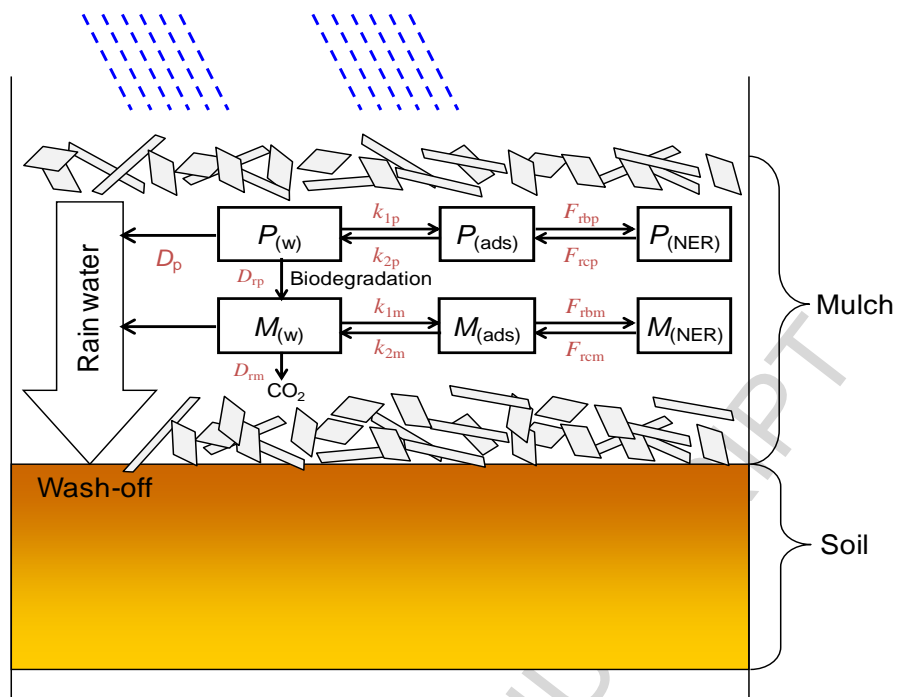 k1p
Frbp
P(w)
P(ads)
P(NER)
Dp
k2p
Frcp
Drp
Biodegradation
Rain water
k1m
Frbm
Mulch
M(w)
M(ads)
M(NER)
k2m
Frcm
Drm
CO2
Wash-off
Soil